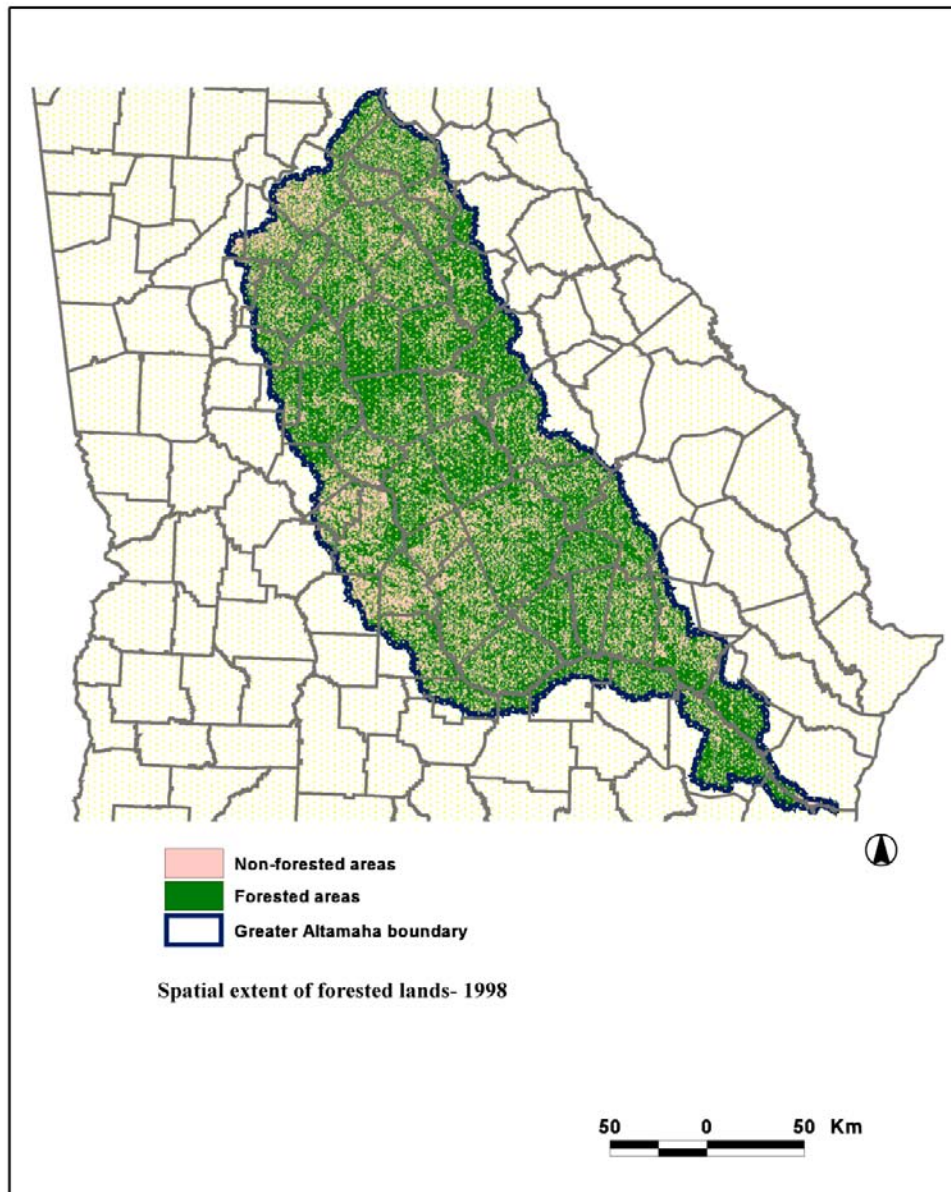 Non-forested areas
Forested areas
Greater Altamaha boundary
Spatial extent of forested lands- 1998
50 0 50 Km